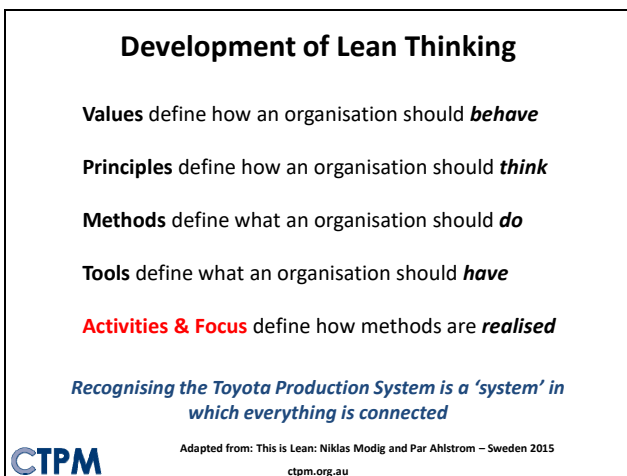 Development of Lean Thinking
Values define how an organisation should behave
Principles define how an organisation should think
Methods define what an organisation should do
Tools define what an organisation should have
Activities & Focus define how methods are realised
Recognising the Toyota Production System is a ‘system’ in
which everything is connected
Adapted from: This is Lean: Niklas Modig and Par Ahlstrom – Sweden 2015
CTPM
ctpm.org.au